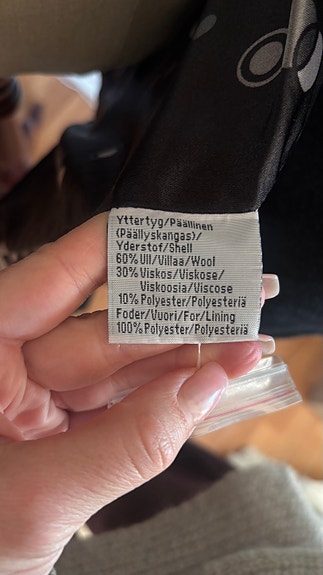 Yttertyg/Päällinen
(Päällyskangas)/
Yderstof/Shell
60% Ull/Villaa/Wool
30% Viskos/Viskose/
Viskoosia/Viscose
10% Polyester/Polyesteriä
Foder/Vuori/For/Lining
100% Polyester/Polyesteriä